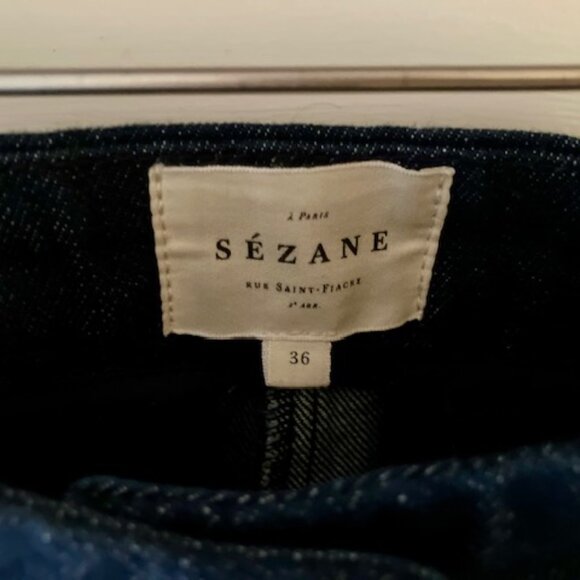 à Paris
SÉZANE
Rue Saint-Fiacre
2e arr.
36